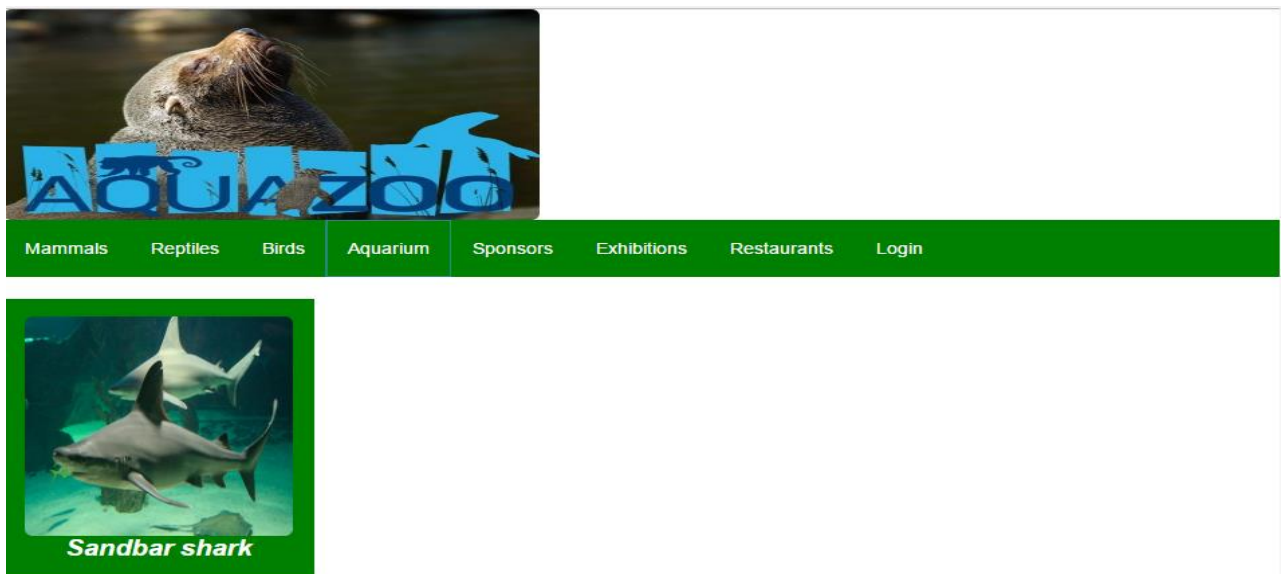 AQUAZOO
Mammals Reptiles Birds Aquarium Sponsors Exhibitions Restaurants Login
Sandbar shark